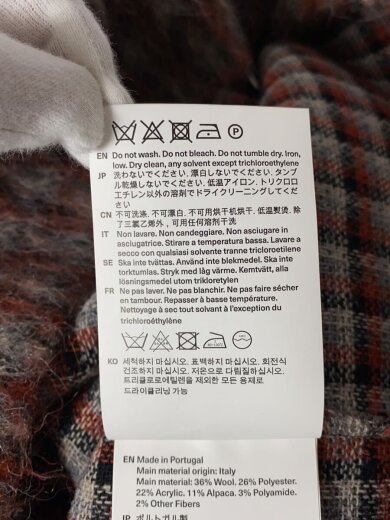 EN Do not wash. Do not bleach. Do not tumble dry. Iron,
low. Dry clean, any solvent except trichloroethylene
JP 洗わないでください、漂白しないでください、タンブ
ル乾燥しないでください、低温アイロン、トリクロロ
エチレン以外の溶剤でドライクリーニングしてくだ
さい
CN 不可洗涤. 不可漂白. 不可用烘干机烘干. 低温熨烫. 除了
三氯乙烯外，可用任何溶剂干洗
IT Non lavare. Non candeggiare. Non asciugare in
asciugatrice. Stirare a temperatura bassa. Lavare a
secco con qualsiasi solvente tranne tricloroetilene
SE Ska inte tvättas. Använd inte blekmedel. Ska inte
torktumlas. Stryk med låg värme. Kemtvätt, alla
lösningsmedel utom trikloretylen
FR Ne pas laver. Ne pas blanchir. Ne pas faire sécher
en tambour. Repasser à basse température.
Nettoyage à sec tout solvent à l'exception du
trichloroéthylène
KO 세척하지 마십시오. 표백하지 마십시오. 회전식
건조하지 마십시오. 저온으로 다림질하십시오.
트리클로로에틸렌을 제외한 모든 용제로
드라이클리닝 가능
EN Made in Portugal
Main material origin: Italy
Main material: 36% Wool. 26% Polyester.
22% Acrylic. 11% Alpaca. 3% Polyamide.
2% Other Fibers
JP ポルトガル製